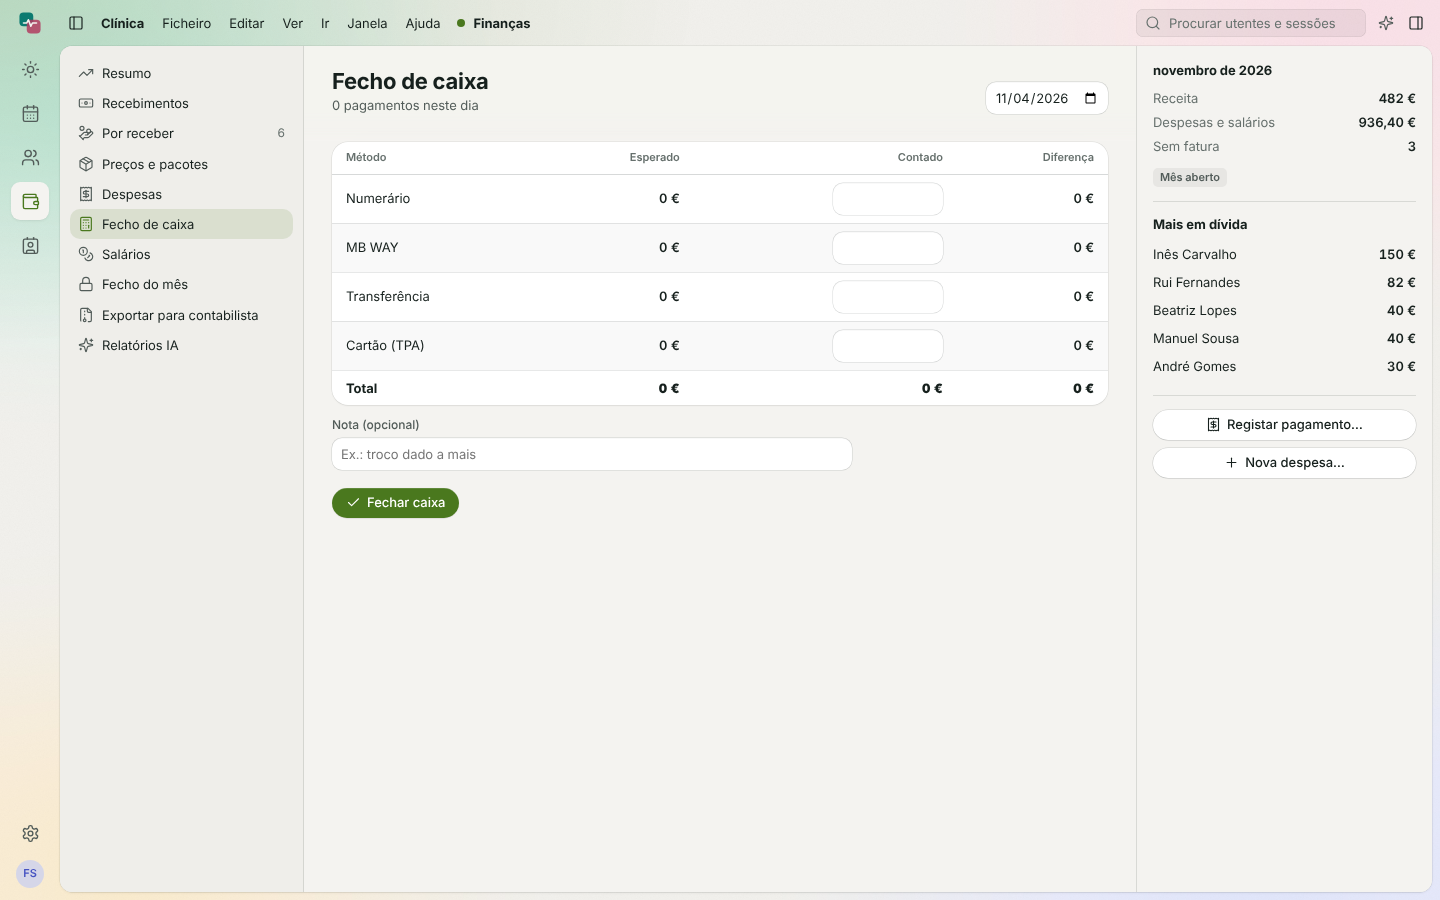 Clínica Ficheiro Editar Ver Ir Janela Ajuda Finanças
Procurar utentes e sessões
Resumo
Recebimentos
Por receber 6
Preços e pacotes
Despesas
Fecho de caixa
Salários
Fecho do mês
Exportar para contabilista
Relatórios IA
FS
Fecho de caixa
0 pagamentos neste dia
11/04/2026
Método Esperado Contado Diferença
Numerário 0 € 0 €
MB WAY 0 € 0 €
Transferência 0 € 0 €
Cartão (TPA) 0 € 0 €
Total 0 € 0 € 0 €
Nota (opcional)
Ex.: troco dado a mais
Fechar caixa
novembro de 2026
Receita 482 €
Despesas e salários 936,40 €
Sem fatura 3
Mês aberto
Mais em dívida
Inês Carvalho 150 €
Rui Fernandes 82 €
Beatriz Lopes 40 €
Manuel Sousa 40 €
André Gomes 30 €
Registar pagamento...
Nova despesa...